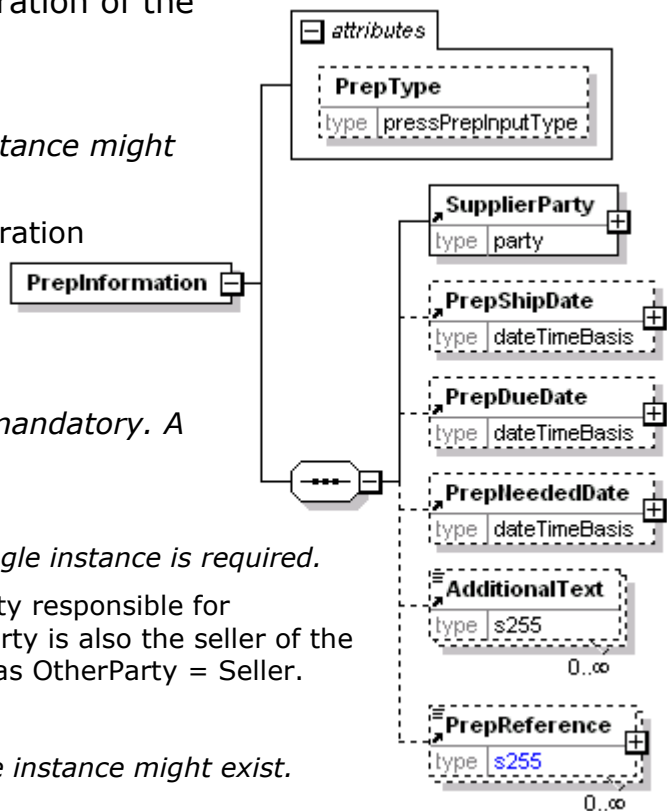 ration of the
attributes
PrepType
type pressPrepInputType
stance might
ration
PrepInformation
SupplierParty
type party
PrepShipDate
type dateTimeBasis
PrepDueDate
type dateTimeBasis
mandatory. A
PrepNeededDate
type dateTimeBasis
gle instance is required.
ty responsible for
arty is also the seller of the
as OtherParty = Seller.
AdditionalText
type s255
0..∞
PrepReference
type s255
0..∞
e instance might exist.